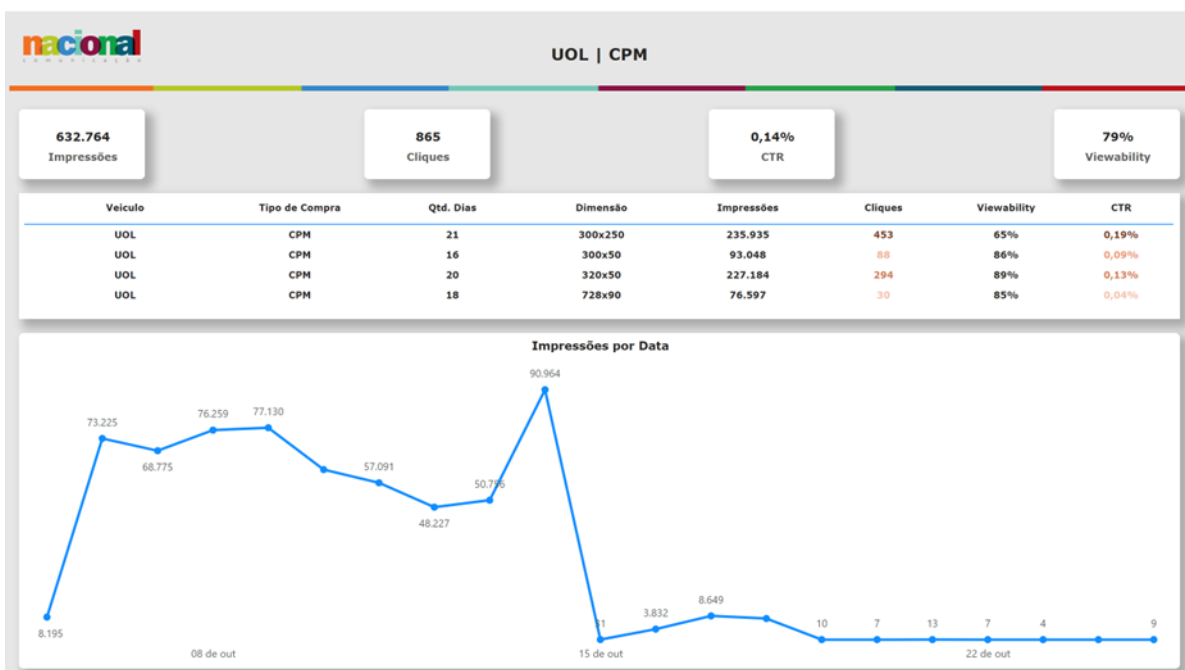 nacional
comunicação
UOL | CPM
632.764
Impressões
865
Cliques
0,14%
CTR
79%
Viewability
Veiculo Tipo de Compra Qtd. Dias Dimensão Impressões Cliques Viewability CTR
UOL CPM 21 300x250 235.935 453 65% 0,19%
UOL CPM 16 300x50 93.048 88 86% 0,09%
UOL CPM 20 320x50 227.184 294 89% 0,13%
UOL CPM 18 728x90 76.597 30 85% 0,04%
Impressões por Data
90.964
73.225 76.259 77.130
68.775 57.091
50.756
48.227
8.649
3.832
31 10 7 13 7 4 9
8.195
08 de out 15 de out 22 de out